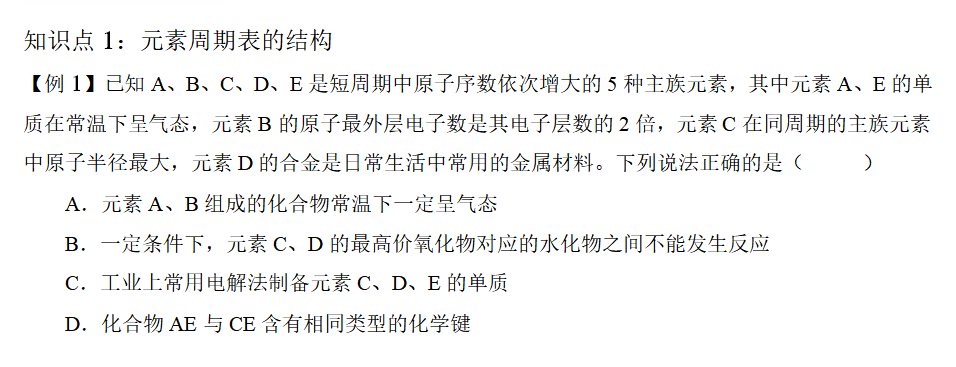 知识点 1：元素周期表的结构
【例 1】已知 A、B、C、D、E 是短周期中原子序数依次增大的 5 种主族元素，其中元素 A、E 的单
质在常温下呈气态，元素 B 的原子最外层电子数是其电子层数的 2 倍，元素 C 在同周期的主族元素
中原子半径最大，元素 D 的合金是日常生活中常用的金属材料。下列说法正确的是（　　）
A．元素 A、B 组成的化合物常温下一定呈气态
B．一定条件下，元素 C、D 的最高价氧化物对应的水化物之间不能发生反应
C．工业上常用电解法制备元素 C、D、E 的单质
D．化合物 AE 与 CE 含有相同类型的化学键